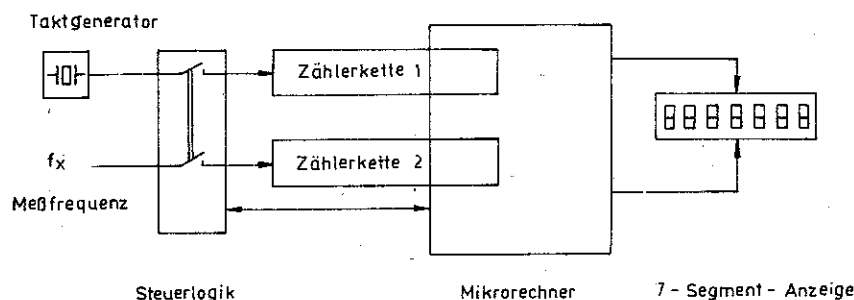 Taktgenerator
Zählerkette 1
fx
Zählerkette 2
Meßfrequenz
Steuerlogik
Mikrorechner
7 - Segment - Anzeige